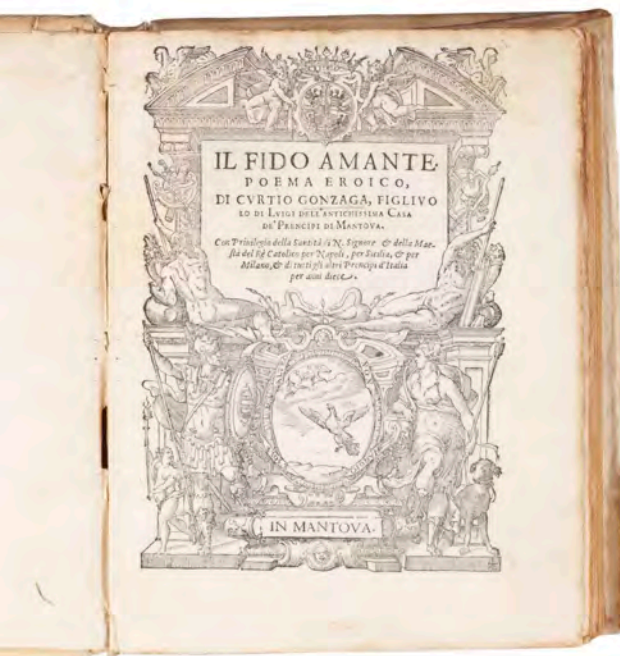 IL FIDO AMANTE.
POEMA EROICO,
DI CVRTIO GONZAGA, FIGLIVO
LO DI LVIGI DELL'ANTICHISSIMA CASA
DE' PRENCIPI DI MANTOVA.
Con Privilegio della Santità di N. Signore & della Mae-
stà del Rè Catolico per Napoli, per Sicilia, & per
Milano, & di tutti gli altri Prencipi d'Italia
per anni diece.
IN MANTOVA.